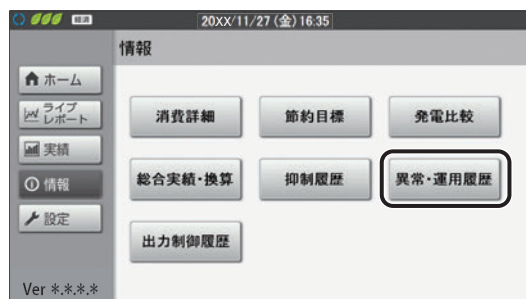 経済 20XX/11/27 (金) 16:35
情報
ホーム
ライブ
レポート
実績
情報
設定
消費詳細 節約目標 発電比較
総合実績・換算 抑制履歴 異常・運用履歴
出力制御履歴
Ver *.*.*.*